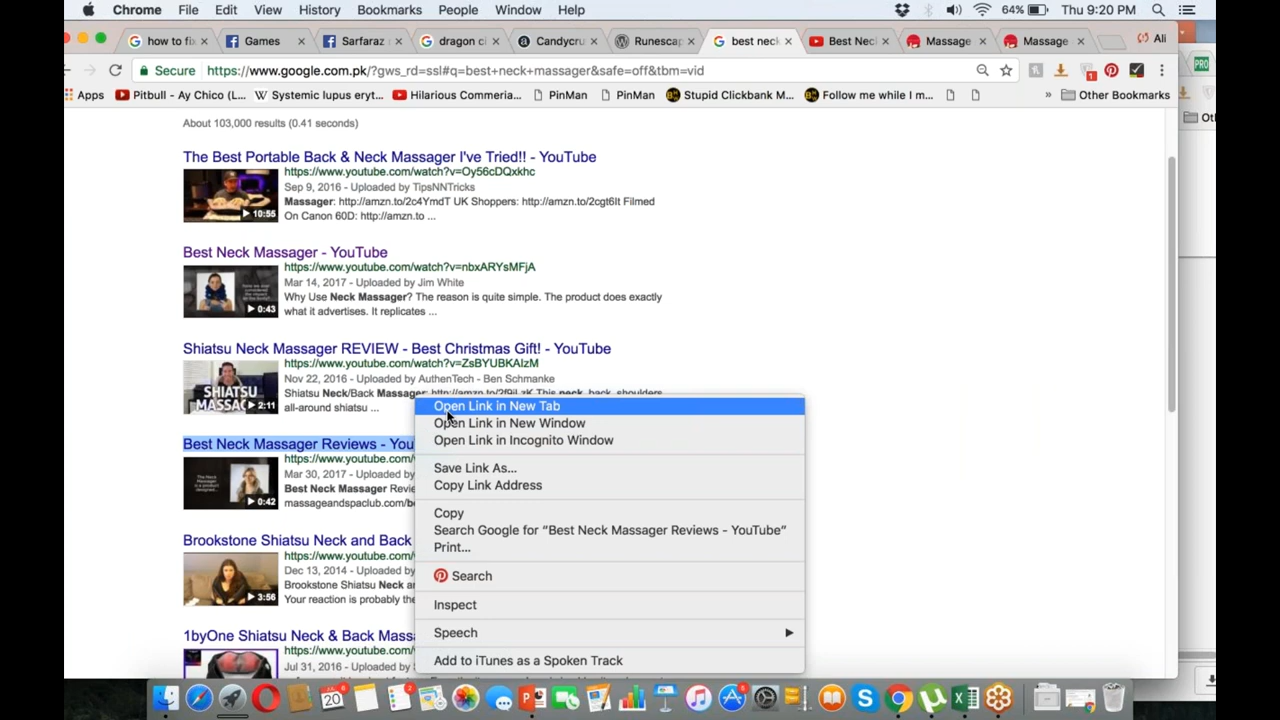 Chrome File Edit View History Bookmarks People Window Help 64% Thu 9:20 PM
how to fi Games Sarfaraz dragon Candycru Runescap best neck Best Neck Massage Massage Ali
Secure https://www.google.com.pk/?gws_rd=ssl#q=best+neck+massager&safe=off&tbm=vid PRO
Apps Pitbull - Ay Chico (L... Systemic lupus eryt... Hilarious Comme... PinMan PinMan Stupid Clickbank M... Follow me while I m... » Other Bookmarks
About 103,000 results (0.41 seconds)
The Best Portable Back & Neck Massager I've Tried!! - YouTube
https://www.youtube.com/watch?v=Oy56cDQxkhc
Sep 9, 2016 - Uploaded by TipsNNTricks
Massager: http://amzn.to/2c4YmdT UK Shoppers: http://amzn.to/2cgt6It Filmed
10:55
On Canon 60D: http://amzn.to ...
Best Neck Massager - YouTube
https://www.youtube.com/watch?v=nbxARYsMFjA
Mar 14, 2017 - Uploaded by Jim White
Why Use Neck Massager? The reason is quite simple. The product does exactly
0:43
what it advertises. It replicates ...
Shiatsu Neck Massager REVIEW - Best Christmas Gift! - YouTube
https://www.youtube.com/watch?v=ZsBYUBKAIzM
Nov 22, 2016 - Uploaded by AuthenTech - Ben Schmanke
SHIATSU
MASSAG 2:11
all-around shiatsu ...
Best Neck Massager Reviews - You
https://www.youtube.com/
Mar 30, 2017 - Uploaded by
The Neck
Massager
is a product
designed...
Best Neck Massager Revie
0:42
massageandspaclub.com/b
Brookstone Shiatsu Neck and Back
https://www.youtube.com/
Dec 13, 2014 - Uploaded by
Brookstone Shiatsu Neck a
3:56
Your reaction is probably the
1byOne Shiatsu Neck & Back Massa
https://www.youtube.com/
Jul 31, 2016 - Uploaded by
Open Link in New Tab
Open Link in New Window
Open Link in Incognito Window
Save Link As...
Copy Link Address
Copy
Search Google for “Best Neck Massager Reviews - YouTube”
Print...
Search
Inspect
Speech
Add to iTunes as a Spoken Track
20